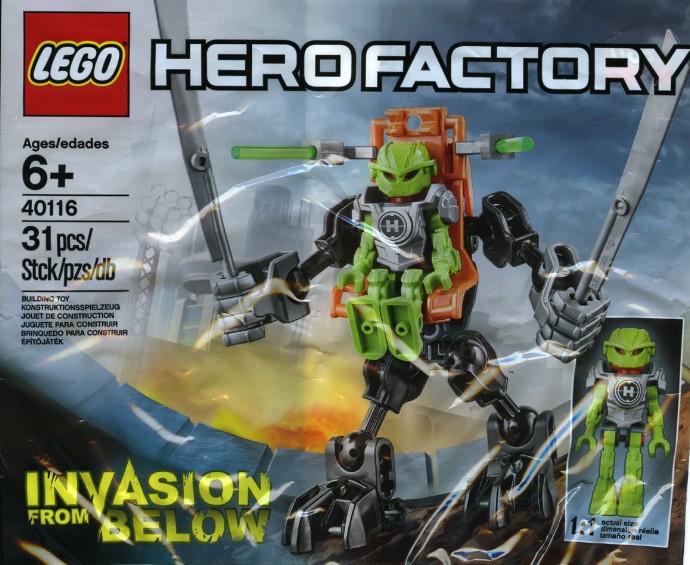 LEGO
HERO FACTORY
Ages/edades
6+
40116
31 pcs/
Stck/pzs/db
BUILDING TOY
KONSTRUKTIONSSPIELZEUG
JOUET DE CONSTRUCTION
JUGUETE PARA CONSTRUIR
BRINQUEDO PARA CONSTRUIR
ÉPÍTŐJÁTÉK
H
H
INVASION
FROM BELOW
1:1 actual size
dimension réelle
tamaño real